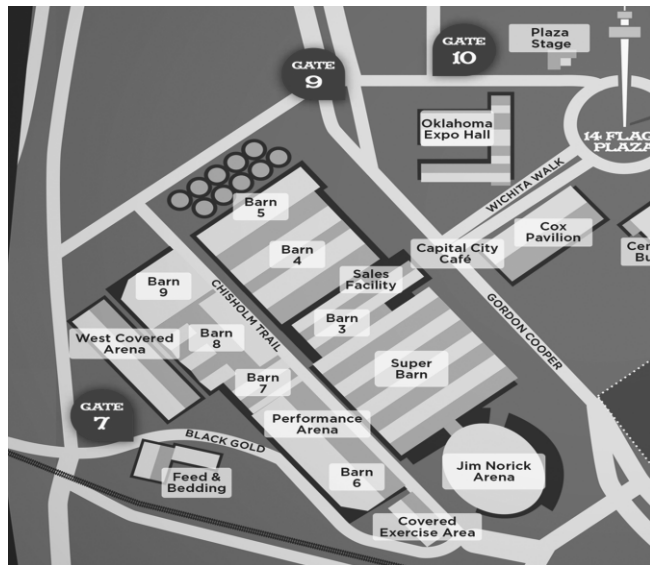 GATE
9
GATE
10
Plaza
Stage
14 FLAG
PLAZA
Oklahoma
Expo Hall
WICHITA WALK
Cox
Pavilion
Capital City
Café
Barn
5
Barn
4
Sales
Facility
Barn
3
Barn
9
Barn
8
Barn
7
CHISHOLM TRAIL
West Covered
Arena
GORDON COOPER
Super
Barn
GATE
7
Performance
Arena
BLACK GOLD
Feed &
Bedding
Barn
6
Jim Norick
Arena
Covered
Exercise Area
Cen
Bu